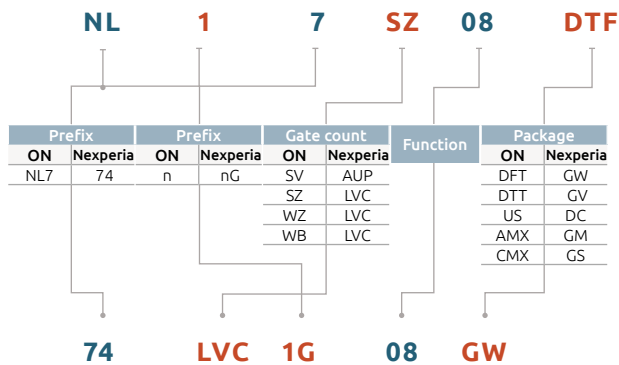 NL 1 7 SZ 08 DTF
Prefix Prefix Gate count Function Package
ON Nexperia ON Nexperia ON Nexperia ON Nexperia
NL7 74 n nG SV AUP DFT GW
SZ LVC DTT GV
WZ LVC US DC
WB LVC AMX GM
CMX GS
74 LVC 1G 08 GW